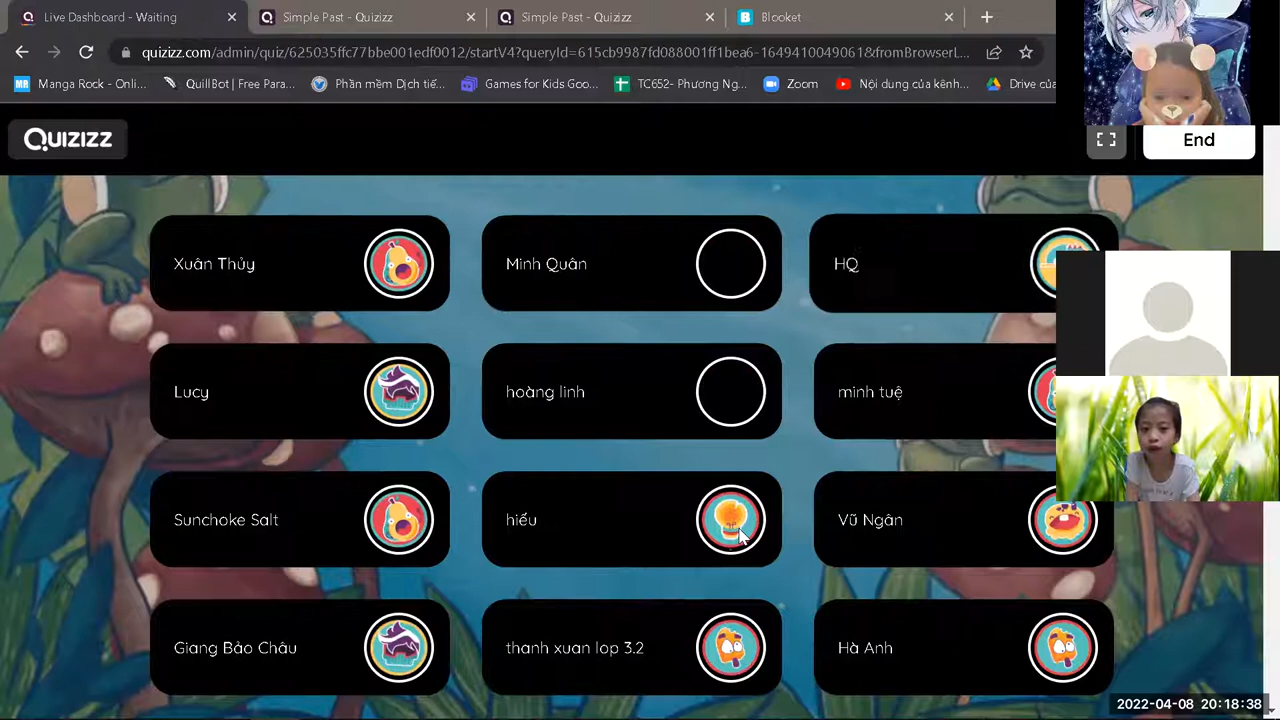 Live Dashboard - Waiting
Simple Past - Quizizz
Simple Past - Quizizz
Blooket
quizizz.com/admin/quiz/625035ffc77bbe001edf0012/startV4?queryId=615cb9987fd088001ff1bea6-1649410049061&fromBrowserL...
Manga Rock - Onli...
QuillBot | Free Para...
Phần mềm Dịch tiế...
Games for Kids Goo...
TC652- Phương Ng...
Zoom
Nội dung của kênh...
Drive của
Quizizz
End
Xuân Thủy
Minh Quân
HQ
Lucy
hoàng linh
minh tuệ
Sunchoke Salt
hiếu
Vũ Ngân
Giang Bảo Châu
thanh xuan lop 3.2
Hà Anh
2022-04-08 20:18:38